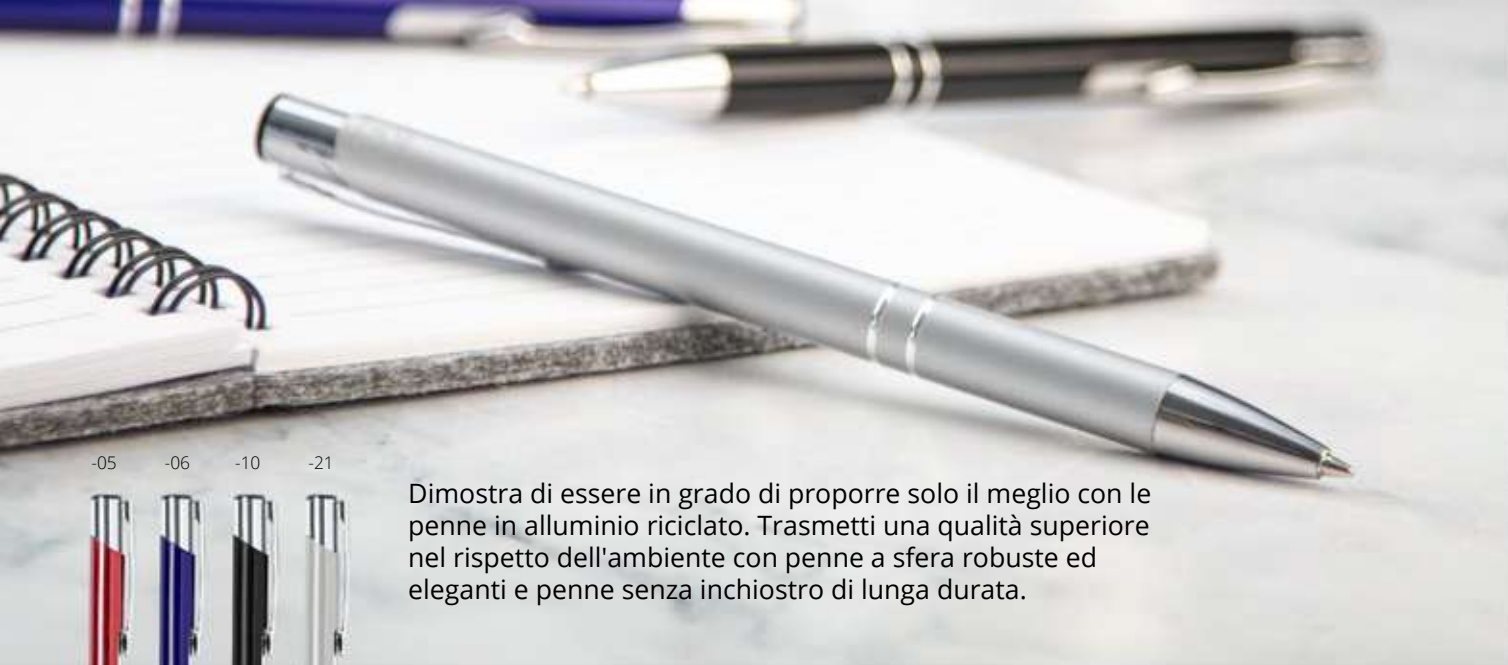 -05 -06 -10 -21
Dimostra di essere in grado di proporre solo il meglio con le
penne in alluminio riciclato. Trasmetti una qualità superiore
nel rispetto dell'ambiente con penne a sfera robuste ed
eleganti e penne senza inchiostro di lunga durata.